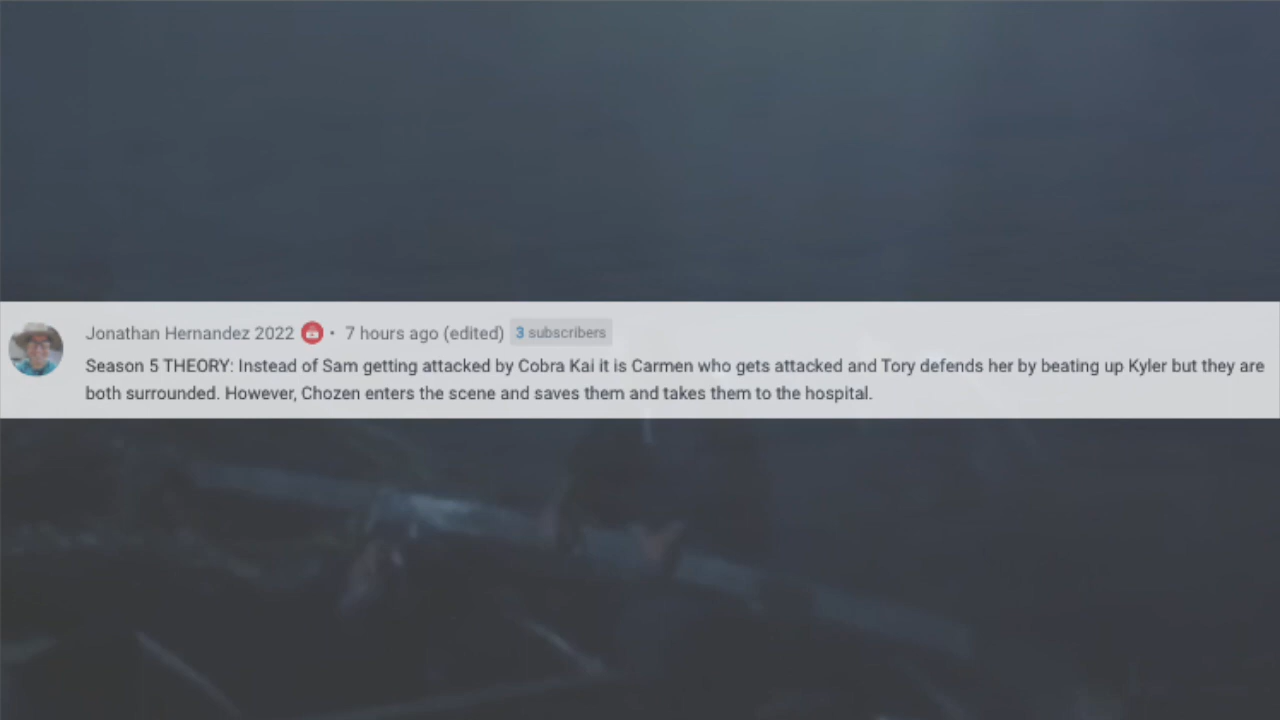 Jonathan Hernandez 2022 • 7 hours ago (edited) 3 subscribers
Season 5 THEORY: Instead of Sam getting attacked by Cobra Kai it is Carmen who gets attacked and Tory defends her by beating up Kyler but they are
both surrounded. However, Chozen enters the scene and saves them and takes them to the hospital.